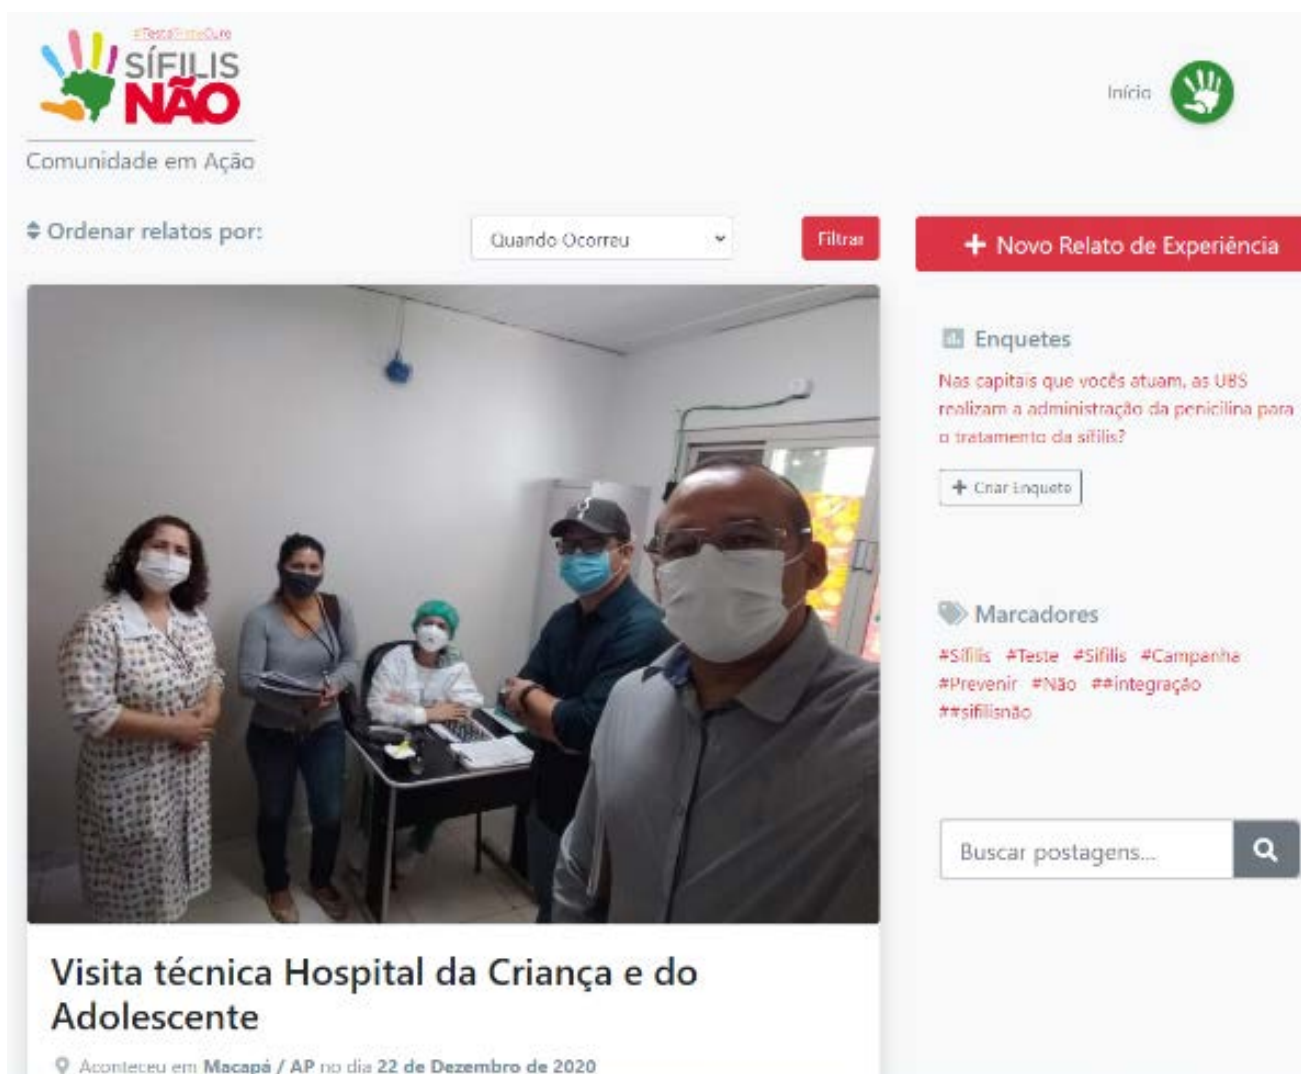 #TesteTrateCure
SÍFILIS
NÃO
Comunidade em Ação
Início
Ordenar relatos por:
Quando Ocorreu
Filtrar
+ Novo Relato de Experiência
Enquetes
Nas capitais que vocês atuam, as UBS
realizam a administração da penicilina para
o tratamento da sífilis?
+ Criar Enquete
Marcadores
#Sífilis #Teste #Sifilis #Campanha
#Prevenir #Não ##integração
##sifilisnão
Buscar postagens...
Visita técnica Hospital da Criança e do
Adolescente
Aconteceu em Macapá / AP no dia 22 de Dezembro de 2020